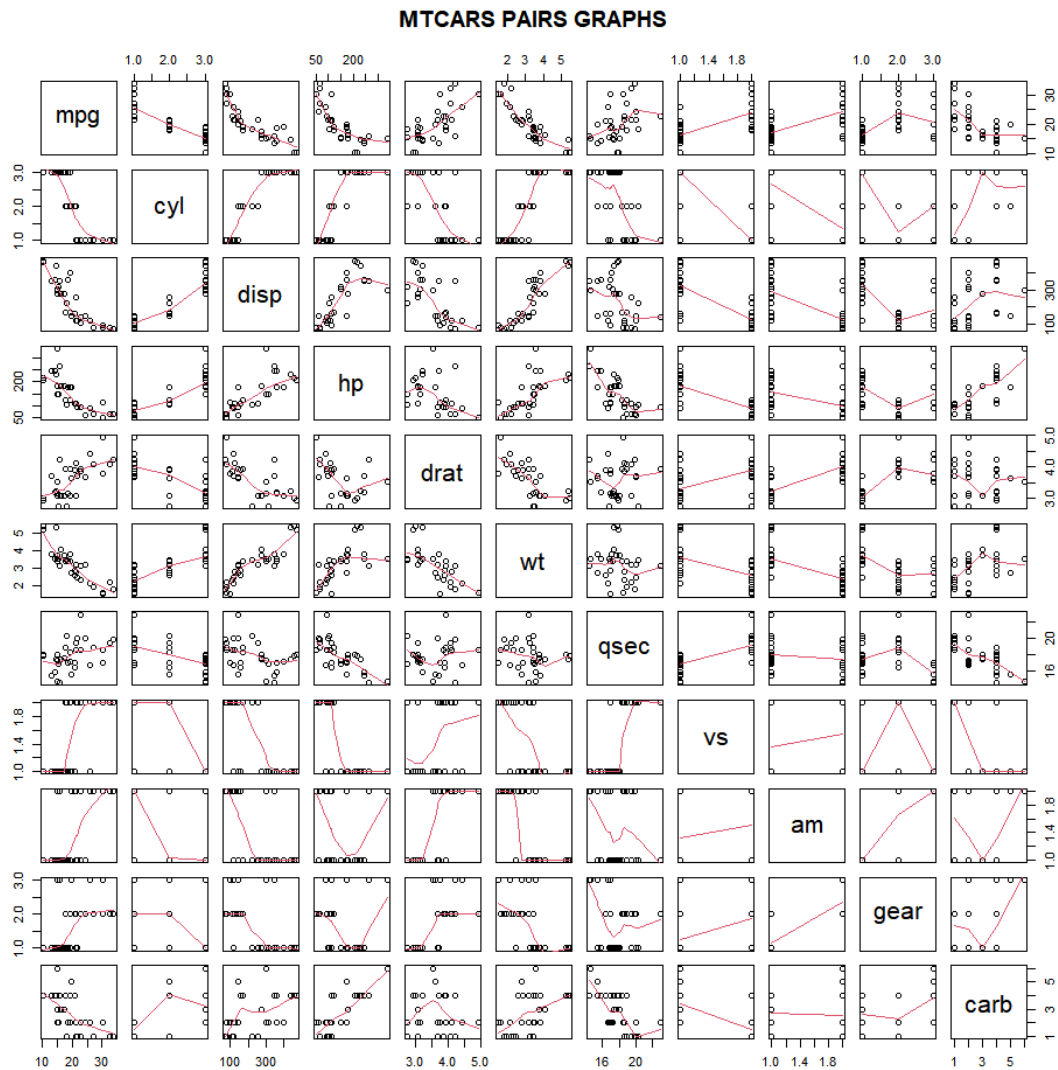 MTCARS PAIRS GRAPHS
1.0 2.0 3.0 50 200 2 3 4 5 1.0 1.4 1.8 1.0 2.0 3.0
mpg
10 20 30
1.0 2.0 3.0
cyl
disp
100 300
50 200
hp
drat
3.0 4.0 5.0
2 3 4 5
wt
qsec
16 20
1.0 1.4 1.8
vs
am
1.0 1.4 1.8
1.0 2.0 3.0
gear
carb
1 3 5
10 20 30 100 300 3.0 4.0 5.0 16 20 1.0 1.4 1.8 1 3 5